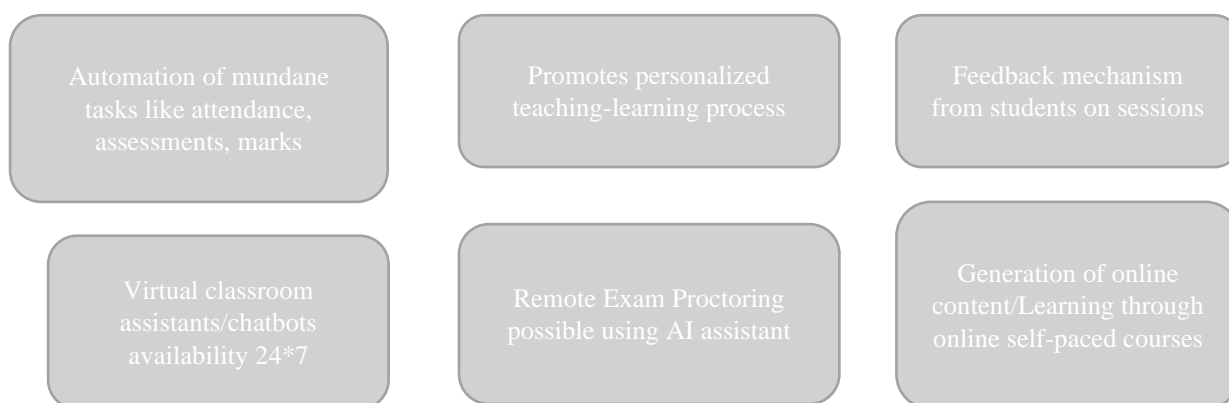 Automation of mundane
tasks like attendance,
assessments, marks
Promotes personalized
teaching-learning process
Feedback mechanism
from students on sessions
Virtual classroom
assistants/chatbots
availability 24*7
Remote Exam Proctoring
possible using AI assistant
Generation of online
content/Learning through
online self-paced courses